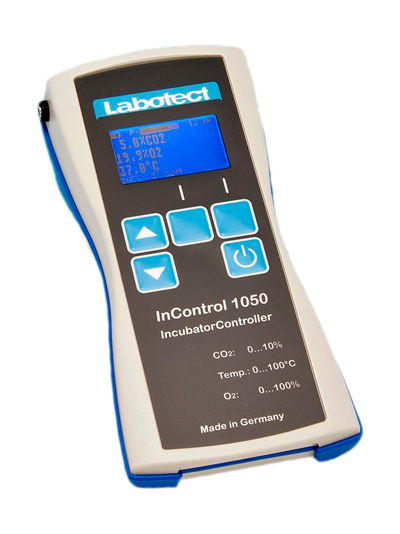 Labotect
5.0%CO2
19.9%O2
37.0°C
InControl 1050
IncubatorController
CO2: 0...10%
Temp.: 0...100°C
O2: 0...100%
Made in Germany